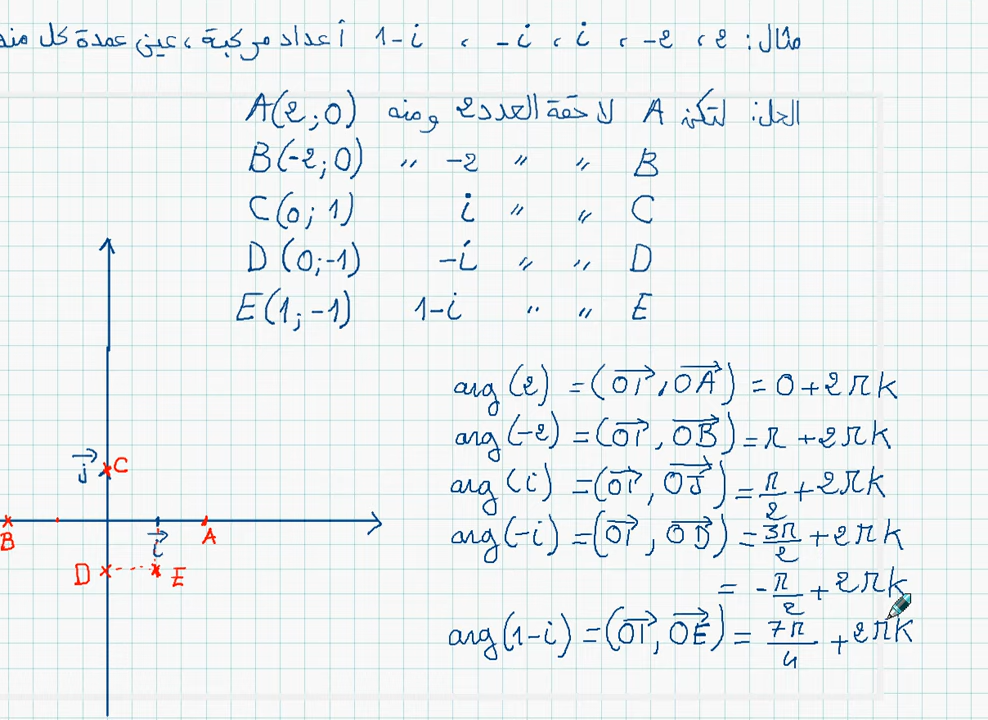 مثال: 2 ، -2 ، i ، -i ، 1-i أعداد مركبة ، عين عمدة كل منه
الحل: لتكن A لاحقة العدد 2 ومنه A(2;0)
B 〃 〃 -2 〃 B(-2;0)
C 〃 〃 i C(0;1)
D 〃 〃 -i D(0;-1)
E 〃 〃 1-i E(1;-1)
arg(2) = (OI→, OA→) = 0+2πk
arg(-2) = (OI→, OB→) = π+2πk
arg(i) = (OI→, OJ→) = π/2+2πk
arg(-i) = (OI→, OD→) = 3π/2+2πk
= -π/2+2πk
arg(1-i) = (OI→, OE→) = 7π/4+2πk
j→ C
B i→ A
D E